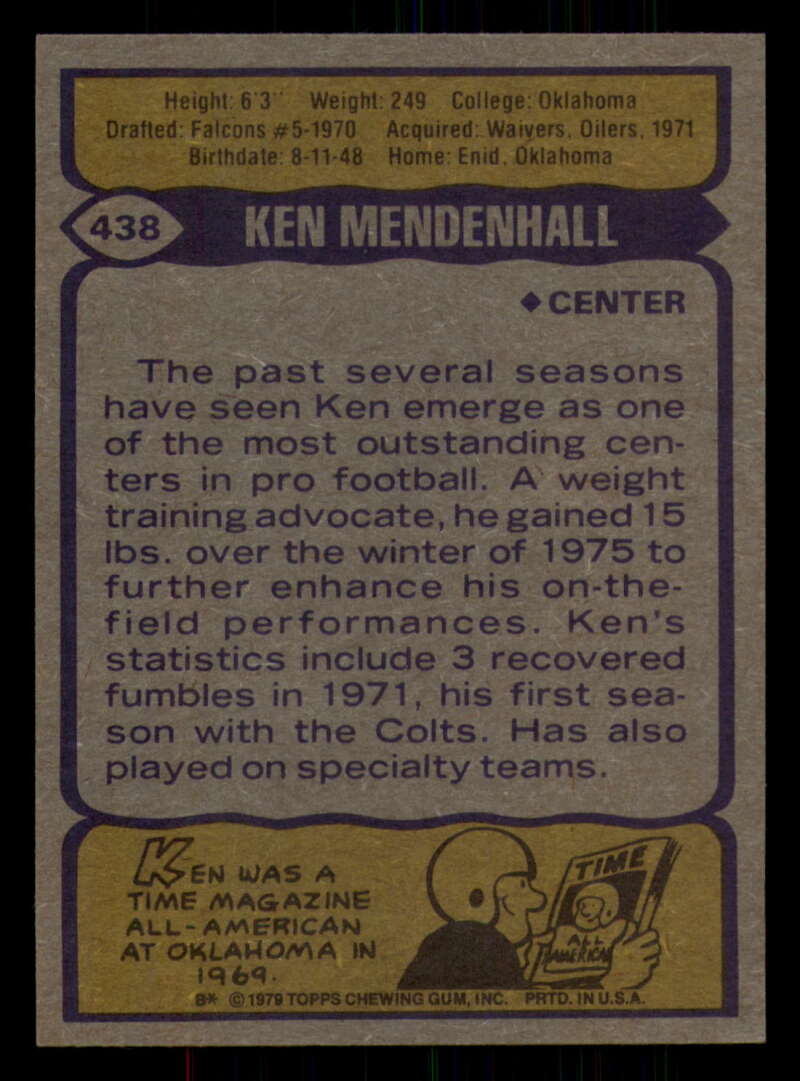 Height: 6'3" Weight: 249 College: Oklahoma
Drafted: Falcons #5-1970 Acquired: Waivers, Oilers, 1971
Birthdate: 8-11-48 Home: Enid, Oklahoma
438 KEN MENDENHALL
◆CENTER
The past several seasons
have seen Ken emerge as one
of the most outstanding cen-
ters in pro football. A weight
training advocate, he gained 15
lbs. over the winter of 1975 to
further enhance his on-the-
field performances. Ken's
statistics include 3 recovered
fumbles in 1971, his first sea-
son with the Colts. Has also
played on specialty teams.
KEN WAS A
TIME MAGAZINE
ALL-AMERICAN
AT OKLAHOMA IN
1969.
TIME
ALL
AMERICAN
B* © 1979 TOPPS CHEWING GUM, INC. PRTD. IN U.S.A.